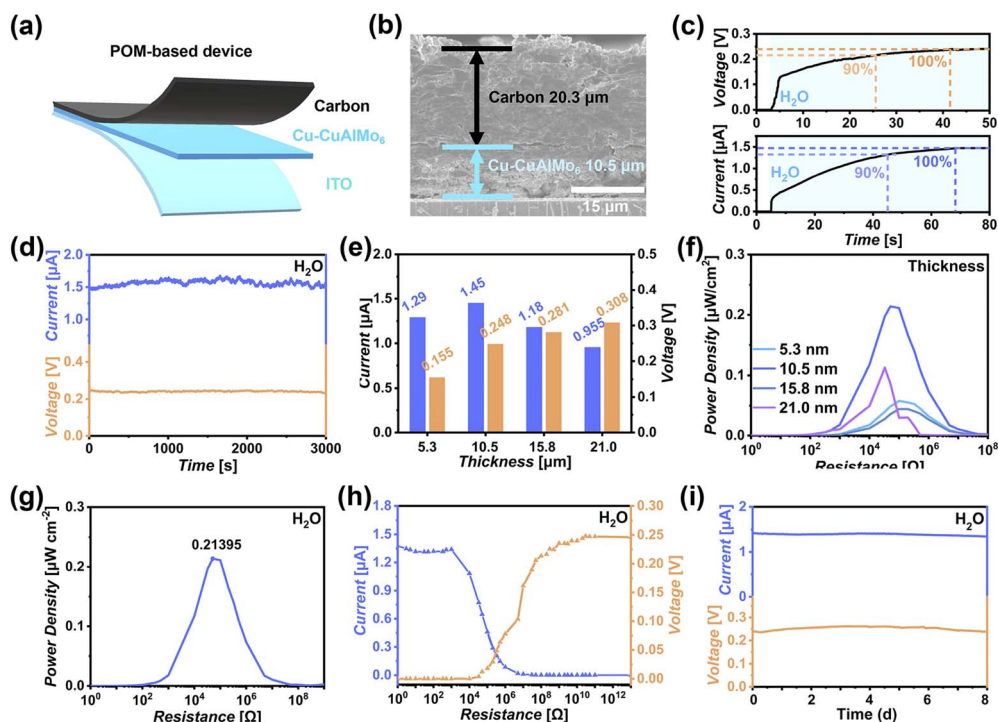 (a)
POM-based device
Carbon
Cu-CuAlMo₆
ITO
(b)
Carbon 20.3 μm
Cu-CuAlMo₆ 10.5 μm
15 μm
(c)
Voltage [V]
0.3
0.2
0.1
0.0
90%
100%
H₂O
0 10 20 30 40 50
Current [μA]
1.5
1.0
0.5
0.0
H₂O
90%
100%
0 20 40 60 80
Time [s]
(d)
H₂O
Current [μA]
2.0
1.5
1.0
Voltage [V]
0.4
0.2
0.0
0 1000 2000 3000
Time [s]
(e)
Current [μA]
2.0
1.5
1.0
0.5
0.0
1.29
0.155
1.45
0.248
1.18
0.281
0.955
0.308
0.5
0.4
0.3
0.2
0.1
0.0
Voltage [V]
5.3 10.5 15.8 21.0
Thickness [μm]
(f)
Thickness
Power Density [μW/cm²]
0.3
0.2
0.1
0.0
5.3 nm
10.5 nm
15.8 nm
21.0 nm
10⁰ 10² 10⁴ 10⁶ 10⁸
Resistance [Ω]
(g)
H₂O
Power Density [μW cm⁻²]
0.3
0.2
0.1
0.0
0.21395
10⁰ 10² 10⁴ 10⁶ 10⁸
Resistance [Ω]
(h)
H₂O
Current [μA]
1.8
1.5
1.2
0.9
0.6
0.3
0.0
0.30
0.25
0.20
0.15
0.10
0.05
0.00
Voltage [V]
10⁰ 10² 10⁴ 10⁶ 10⁸ 10¹⁰ 10¹²
Resistance [Ω]
(i)
H₂O
Current [μA]
2
1
0
Voltage [V]
0.3
0.2
0.1
0.0
0 2 4 6 8
Time (d)